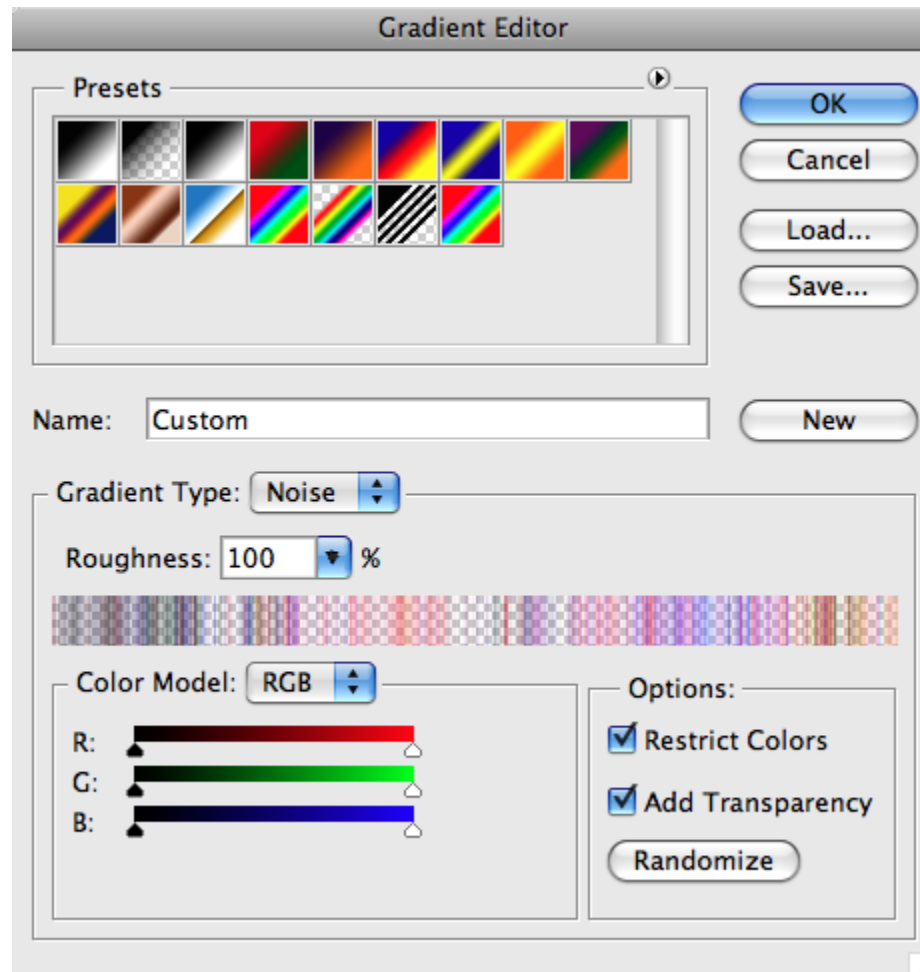 Gradient Editor
Presets
OK
Cancel
Load...
Save...
Name: Custom
New
Gradient Type: Noise
Roughness: 100 %
Color Model: RGB
Options:
R:
Restrict Colors
G:
Add Transparency
B:
Randomize